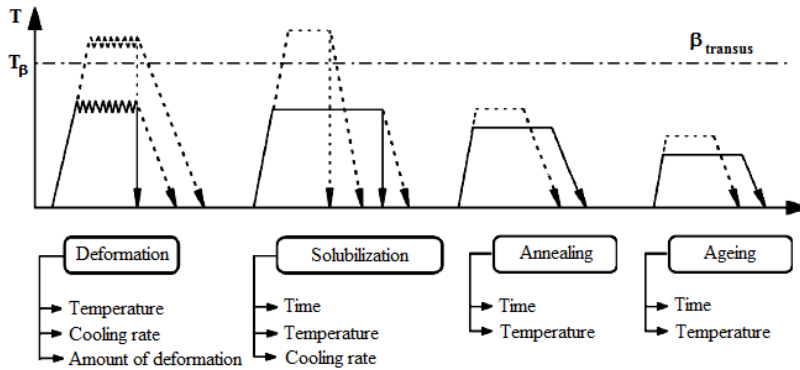 T
β transus
Tβ
Deformation
Solubilization
Annealing
Ageing
Temperature
Cooling rate
Amount of deformation
Time
Temperature
Cooling rate
Time
Temperature
Time
Temperature